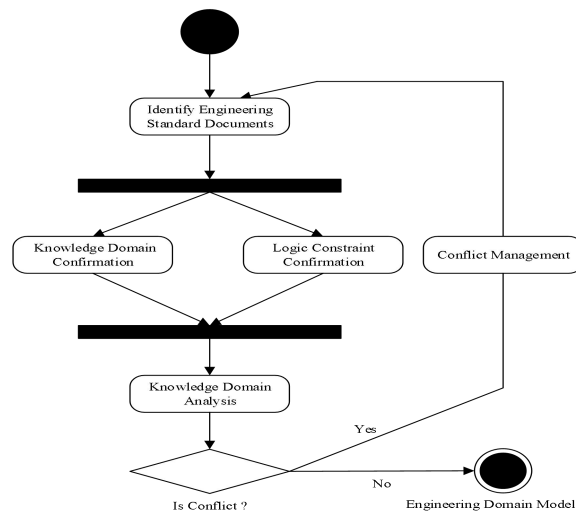 Identify Engineering
Standard Documents
Knowledge Domain
Confirmation
Logic Constraint
Confirmation
Conflict Management
Knowledge Domain
Analysis
Yes
No
Is Conflict ?
Engineering Domain Model